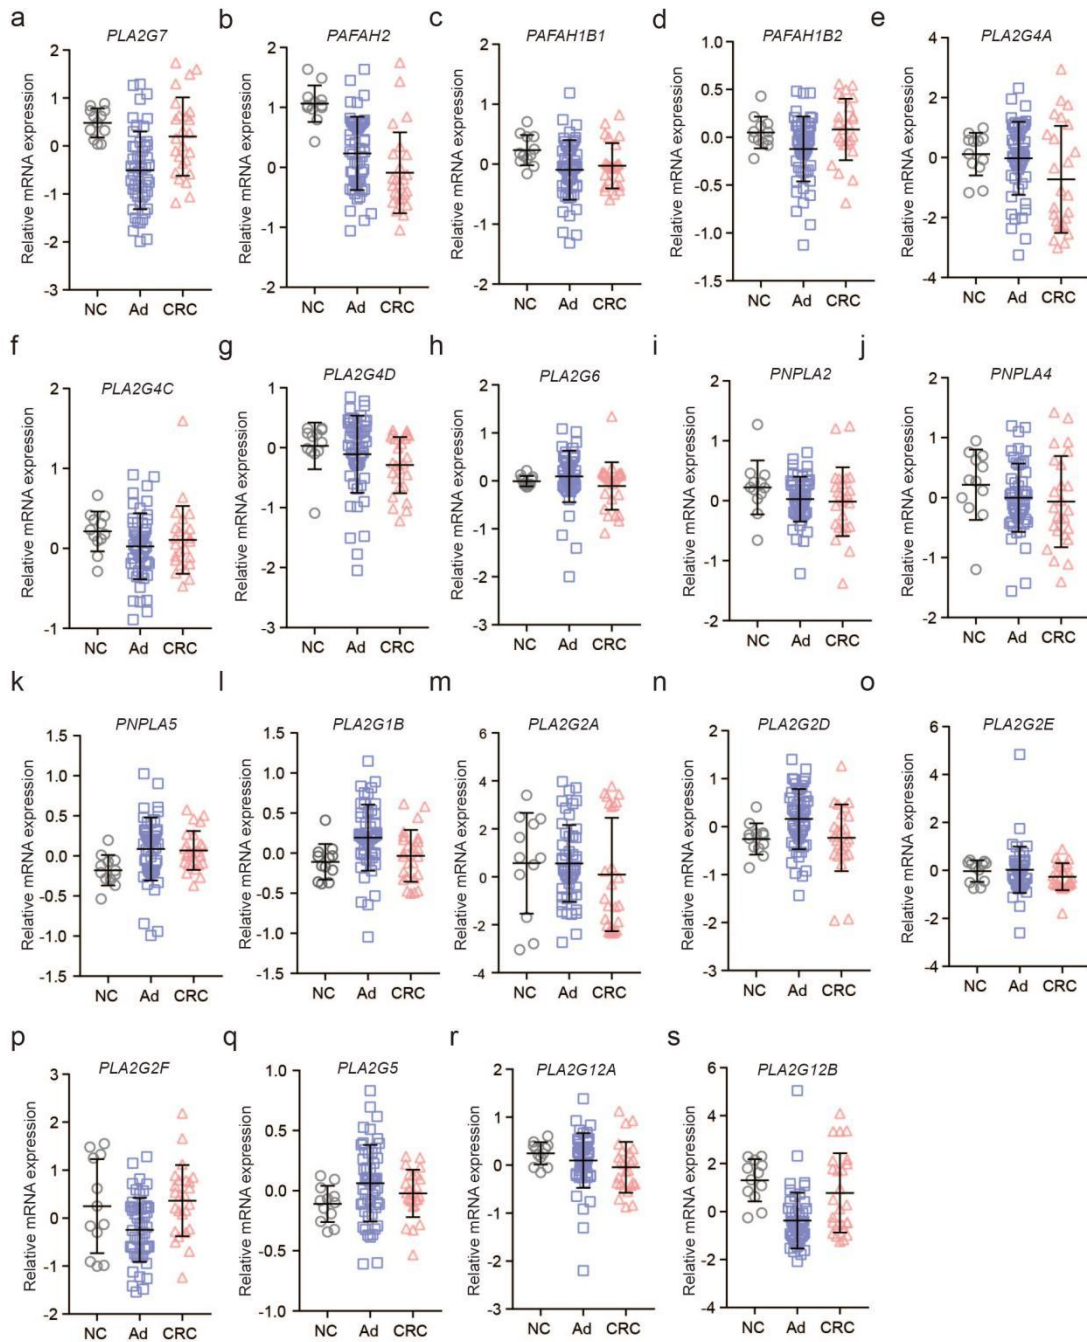 a b c d e
PLA2G7 PAFAH2 PAFAH1B1 PAFAH1B2 PLA2G4A
Relative mRNA expression
2
1
0
-1
-2
-3
NC Ad CRC
Relative mRNA expression
2
1
0
-1
-2
NC Ad CRC
Relative mRNA expression
2
1
0
-1
-2
NC Ad CRC
Relative mRNA expression
1.0
0.5
0.0
-0.5
-1.0
-1.5
NC Ad CRC
Relative mRNA expression
4
2
0
-2
-4
NC Ad CRC
f g h i j
PLA2G4C PLA2G4D PLA2G6 PNPLA2 PNPLA4
Relative mRNA expression
2
1
0
-1
NC Ad CRC
Relative mRNA expression
1
0
-1
-2
-3
NC Ad CRC
Relative mRNA expression
2
1
0
-1
-2
-3
NC Ad CRC
Relative mRNA expression
2
1
0
-1
-2
NC Ad CRC
Relative mRNA expression
2
1
0
-1
-2
NC Ad CRC
k l m n o
PNPLA5 PLA2G1B PLA2G2A PLA2G2D PLA2G2E
Relative mRNA expression
1.5
1.0
0.5
0.0
-0.5
-1.0
-1.5
NC Ad CRC
Relative mRNA expression
1.5
1.0
0.5
0.0
-0.5
-1.0
-1.5
NC Ad CRC
Relative mRNA expression
6
4
2
0
-2
-4
NC Ad CRC
Relative mRNA expression
2
1
0
-1
-2
-3
NC Ad CRC
Relative mRNA expression
6
4
2
0
-2
-4
NC Ad CRC
p q r s
PLA2G2F PLA2G5 PLA2G12A PLA2G12B
Relative mRNA expression
3
2
1
0
-1
-2
NC Ad CRC
Relative mRNA expression
1.0
0.5
0.0
-0.5
-1.0
NC Ad CRC
Relative mRNA expression
2
1
0
-1
-2
-3
NC Ad CRC
Relative mRNA expression
6
4
2
0
-2
-4
NC Ad CRC